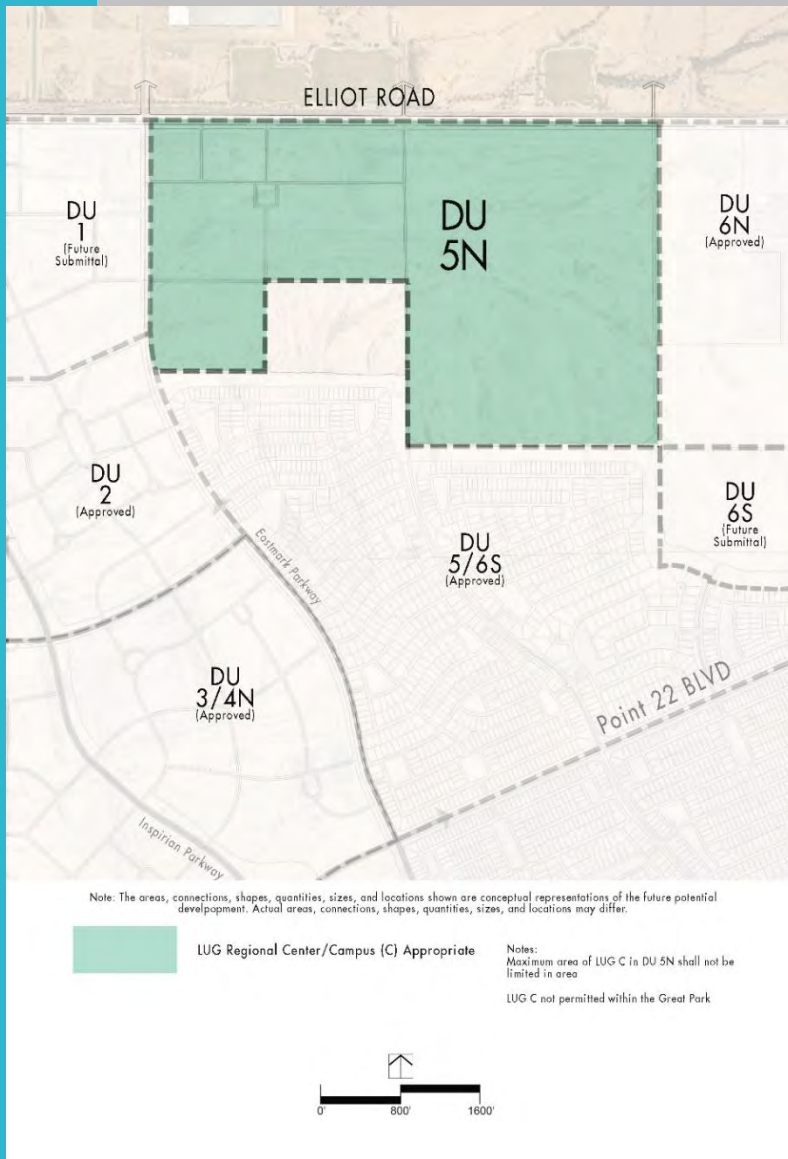 ELLIOT ROAD
DU
1
(Future
Submittal)
DU
5N
DU
6N
(Approved)
DU
2
(Approved)
DU
6S
(Future
Submittal)
Eastmark Parkway
DU
5/6S
(Approved)
DU
3/4N
(Approved)
Point 22 BLVD
Inspirian Parkway
Note: The areas, connections, shapes, quantities, sizes, and locations shown are conceptual representations of the future potential
develpopment. Actual areas, connections, shapes, quantities, sizes, and locations may differ.
LUG Regional Center/Campus (C) Appropriate
Notes:
Maximum area of LUG C in DU 5N shall not be
limited in area
LUG C not permitted within the Great Park
0' 800' 1600'